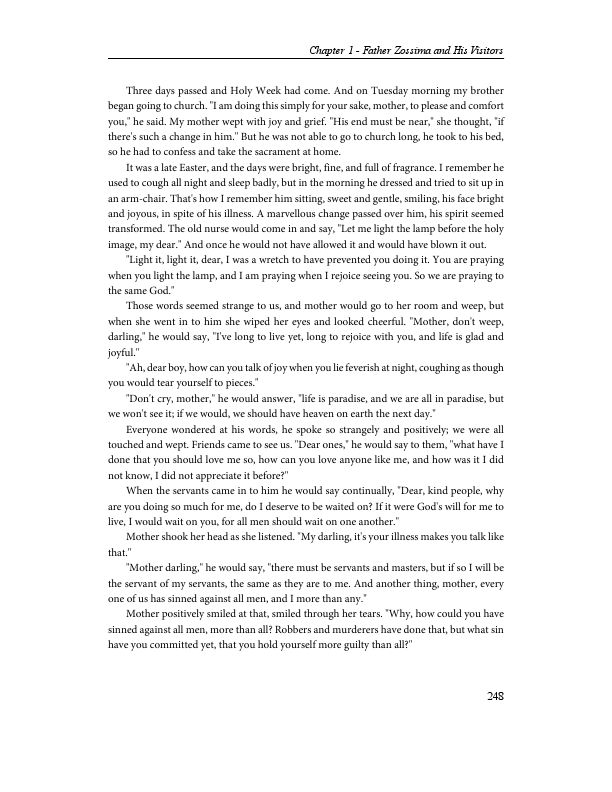 Chapter 1 - Father Zossima and His Visitors
Three days passed and Holy Week had come. And on Tuesday morning my brother
began going to church. "I am doing this simply for your sake, mother, to please and comfort
you," he said. My mother wept with joy and grief. "His end must be near," she thought, "if
there's such a change in him." But he was not able to go to church long, he took to his bed,
so he had to confess and take the sacrament at home.
It was a late Easter, and the days were bright, fine, and full of fragrance. I remember he
used to cough all night and sleep badly, but in the morning he dressed and tried to sit up in
an arm-chair. That's how I remember him sitting, sweet and gentle, smiling, his face bright
and joyous, in spite of his illness. A marvellous change passed over him, his spirit seemed
transformed. The old nurse would come in and say, "Let me light the lamp before the holy
image, my dear." And once he would not have allowed it and would have blown it out.
"Light it, light it, dear, I was a wretch to have prevented you doing it. You are praying
when you light the lamp, and I am praying when I rejoice seeing you. So we are praying to
the same God."
Those words seemed strange to us, and mother would go to her room and weep, but
when she went in to him she wiped her eyes and looked cheerful. "Mother, don't weep,
darling," he would say, "I've long to live yet, long to rejoice with you, and life is glad and
joyful."
"Ah, dear boy, how can you talk of joy when you lie feverish at night, coughing as though
you would tear yourself to pieces."
"Don't cry, mother," he would answer, "life is paradise, and we are all in paradise, but
we won't see it; if we would, we should have heaven on earth the next day."
Everyone wondered at his words, he spoke so strangely and positively; we were all
touched and wept. Friends came to see us. "Dear ones," he would say to them, "what have I
done that you should love me so, how can you love anyone like me, and how was it I did
not know, I did not appreciate it before?"
When the servants came in to him he would say continually, "Dear, kind people, why
are you doing so much for me, do I deserve to be waited on? If it were God's will for me to
live, I would wait on you, for all men should wait on one another."
Mother shook her head as she listened. "My darling, it's your illness makes you talk like
that."
"Mother darling," he would say, "there must be servants and masters, but if so I will be
the servant of my servants, the same as they are to me. And another thing, mother, every
one of us has sinned against all men, and I more than any."
Mother positively smiled at that, smiled through her tears. "Why, how could you have
sinned against all men, more than all? Robbers and murderers have done that, but what sin
have you committed yet, that you hold yourself more guilty than all?"
248